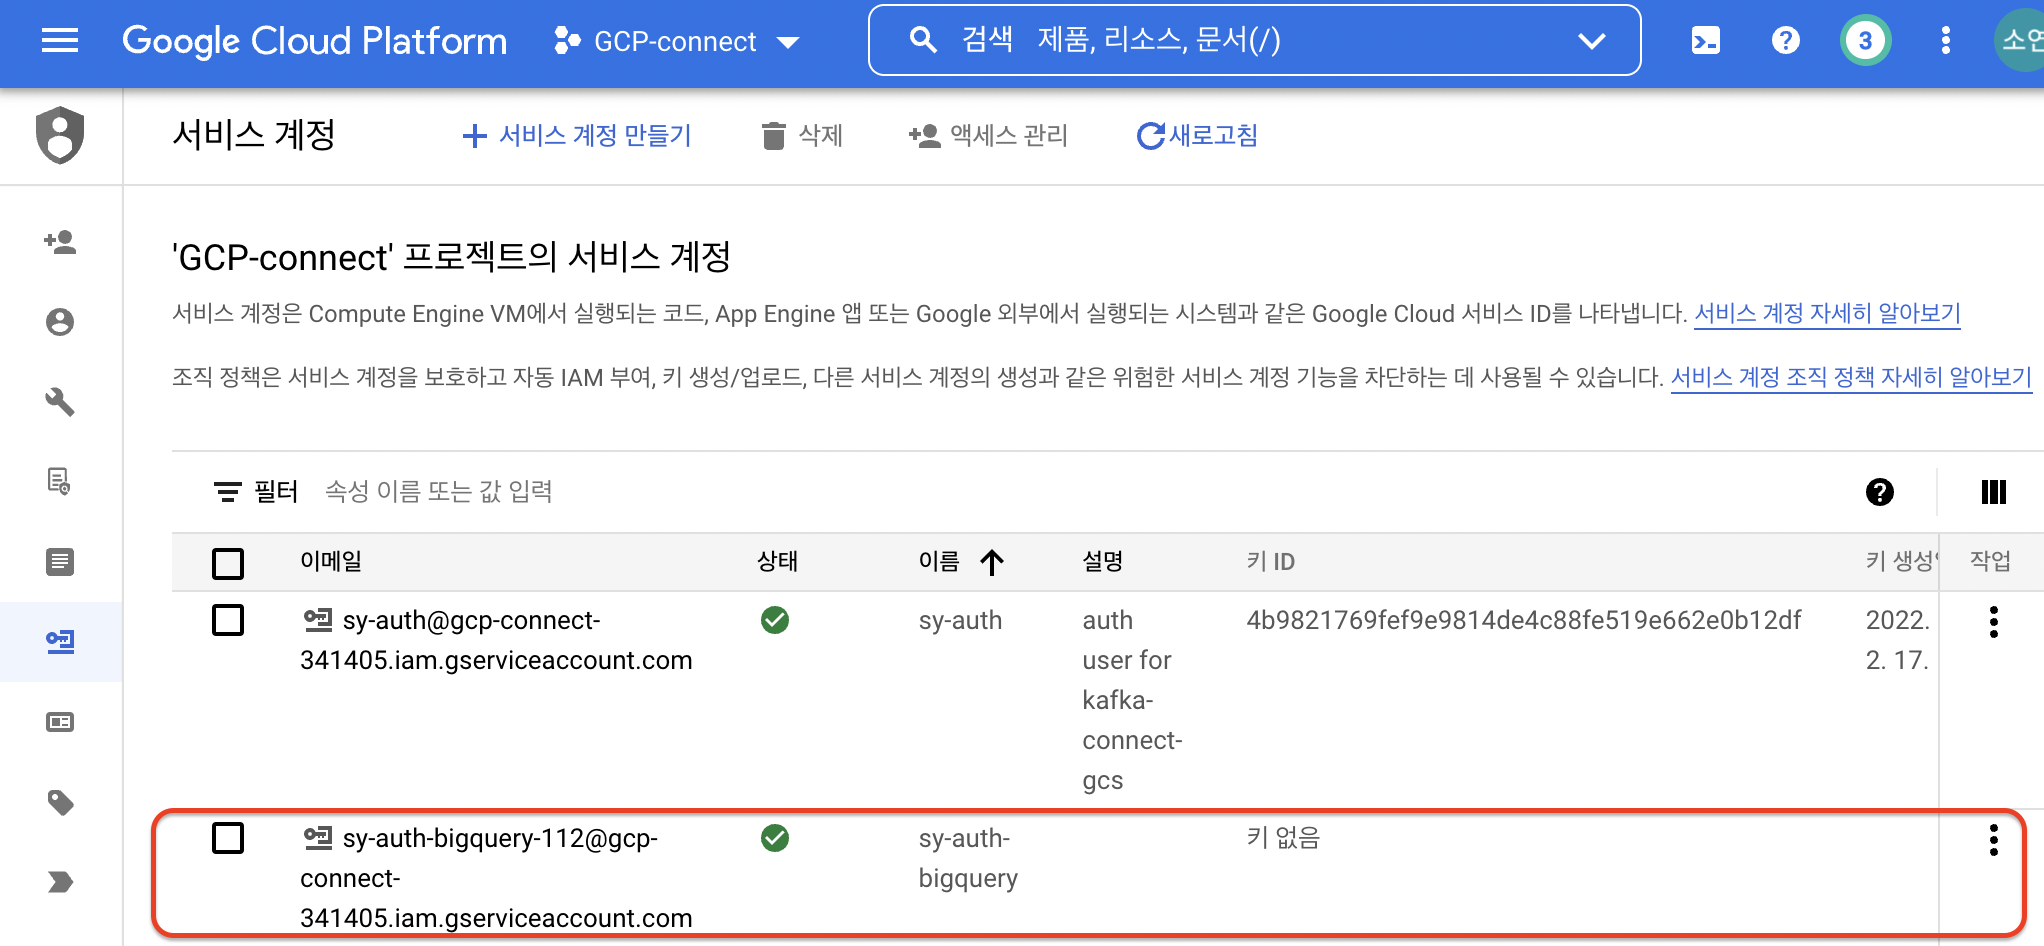 Google Cloud Platform GCP-connect 검색 제품, 리소스, 문서(/) 3 소연
서비스 계정 서비스 계정 만들기 삭제 액세스 관리 새로고침
'GCP-connect' 프로젝트의 서비스 계정
서비스 계정은 Compute Engine VM에서 실행되는 코드, App Engine 앱 또는 Google 외부에서 실행되는 시스템과 같은 Google Cloud 서비스 ID를 나타냅니다. 서비스 계정 자세히 알아보기
조직 정책은 서비스 계정을 보호하고 자동 IAM 부여, 키 생성/업로드, 다른 서비스 계정의 생성과 같은 위험한 서비스 계정 기능을 차단하는 데 사용될 수 있습니다. 서비스 계정 조직 정책 자세히 알아보기
필터 속성 이름 또는 값 입력
이메일 상태 이름 설명 키 ID 키 생성 작업
sy-auth@gcp-connect- sy-auth auth 4b9821769fef9e9814de4c88fe519e662e0b12df 2022.
341405.iam.gserviceaccount.com user for 2. 17.
kafka-
connect-
gcs
sy-auth-bigquery-112@gcp- sy-auth- 키 없음
connect- bigquery
341405.iam.gserviceaccount.com